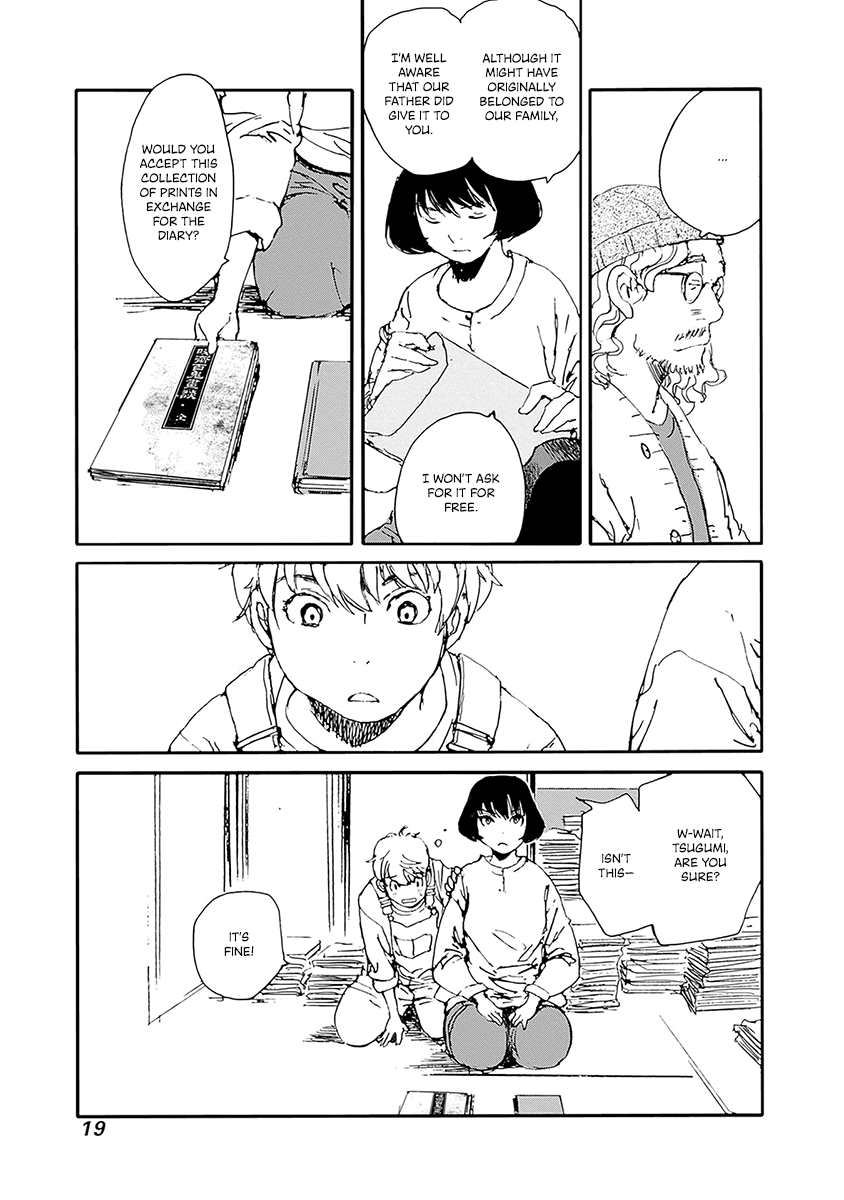 ...
ALTHOUGH IT
MIGHT HAVE
ORIGINALLY
BELONGED TO
OUR FAMILY,
I'M WELL
AWARE
THAT OUR
FATHER DID
GIVE IT TO
YOU.
I WON'T ASK
FOR IT FOR
FREE.
WOULD YOU
ACCEPT THIS
COLLECTION
OF PRINTS IN
EXCHANGE
FOR THE
DIARY?
W-WAIT,
TSUGUMI,
ARE YOU
SURE?
ISN'T
THIS—
IT'S
FINE!
19